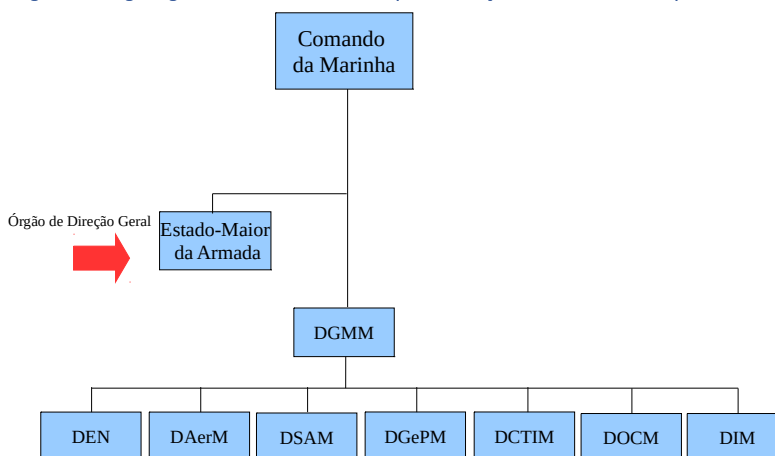 Comando
da Marinha
Órgão de Direção Geral
Estado-Maior
da Armada
DGMM
DEN
DAerM
DSAM
DGePM
DCTIM
DOCM
DIM